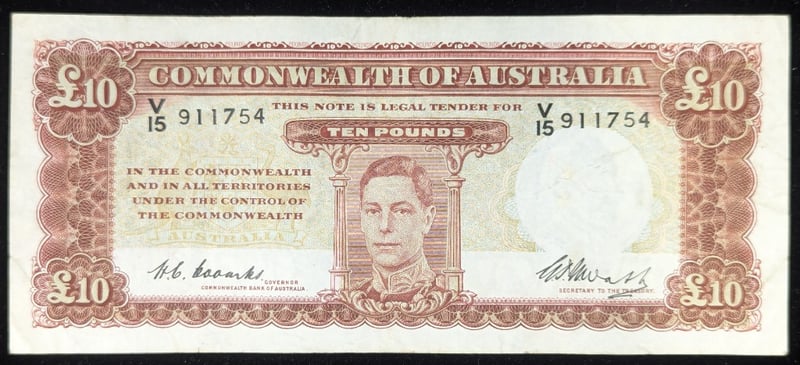 £10 COMMONWEALTH OF AUSTRALIA £10
V/15 911754
THIS NOTE IS LEGAL TENDER FOR
V/15 911754
TEN POUNDS
IN THE COMMONWEALTH
AND IN ALL TERRITORIES
UNDER THE CONTROL OF
THE COMMONWEALTH
AUSTRALIA
GOVERNOR
COMMONWEALTH BANK OF AUSTRALIA.
SECRETARY TO THE TREASURY.
£10 £10